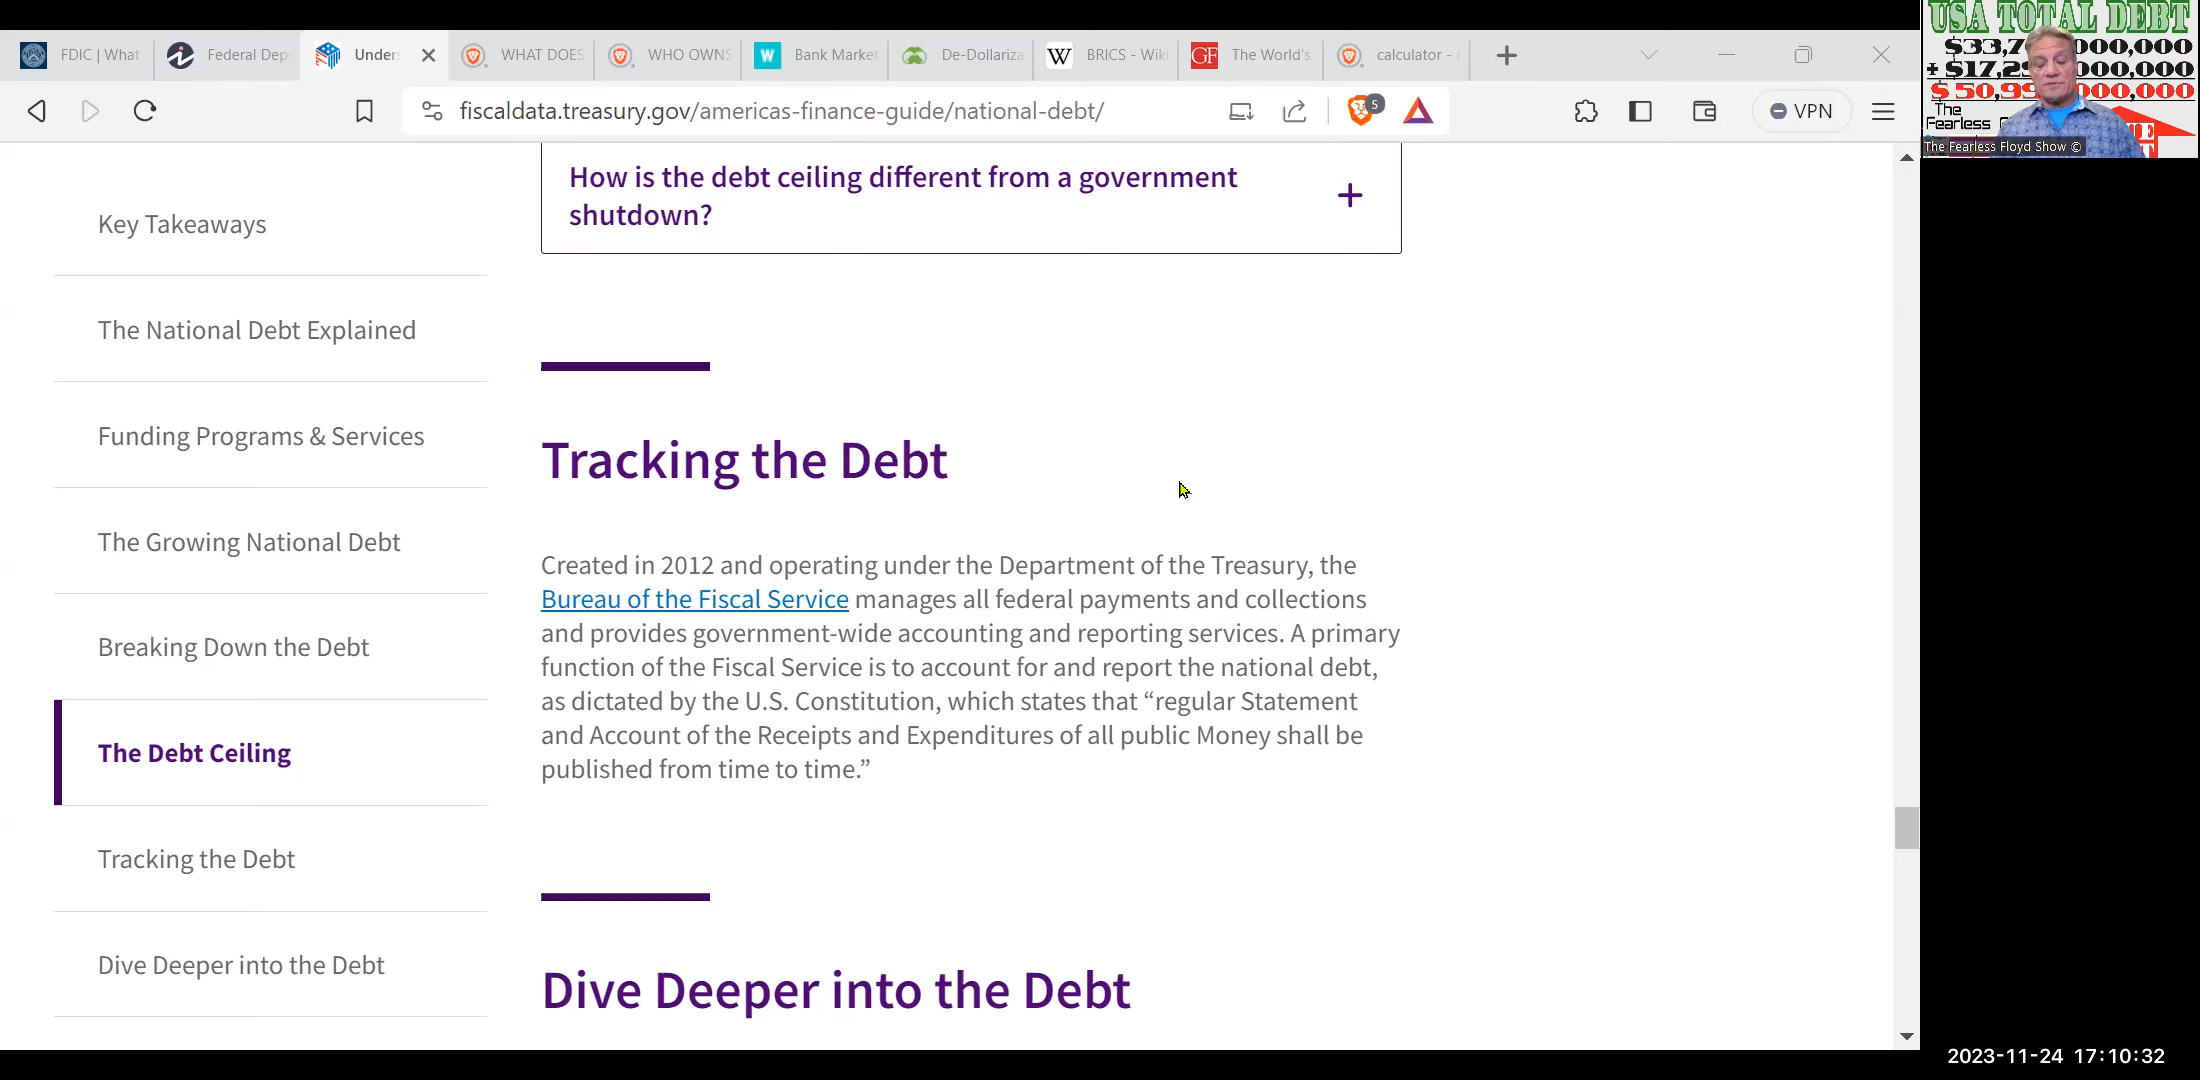 FDIC | What
Federal Dep
Under
WHAT DOES
WHO OWNS
Bank Market
De-Dollariza
BRICS - Wiki
The World's
calculator -
fiscaldata.treasury.gov/americas-finance-guide/national-debt/
5
VPN
USA TOTAL DEBT
The
Fearless
The Fearless Floyd Show ©
Key Takeaways
The National Debt Explained
Funding Programs & Services
The Growing National Debt
Breaking Down the Debt
The Debt Ceiling
Tracking the Debt
Dive Deeper into the Debt
How is the debt ceiling different from a government
shutdown?
Tracking the Debt
Created in 2012 and operating under the Department of the Treasury, the
Bureau of the Fiscal Service manages all federal payments and collections
and provides government-wide accounting and reporting services. A primary
function of the Fiscal Service is to account for and report the national debt,
as dictated by the U.S. Constitution, which states that “regular Statement
and Account of the Receipts and Expenditures of all public Money shall be
published from time to time.”
Dive Deeper into the Debt
2023-11-24 17:10:32